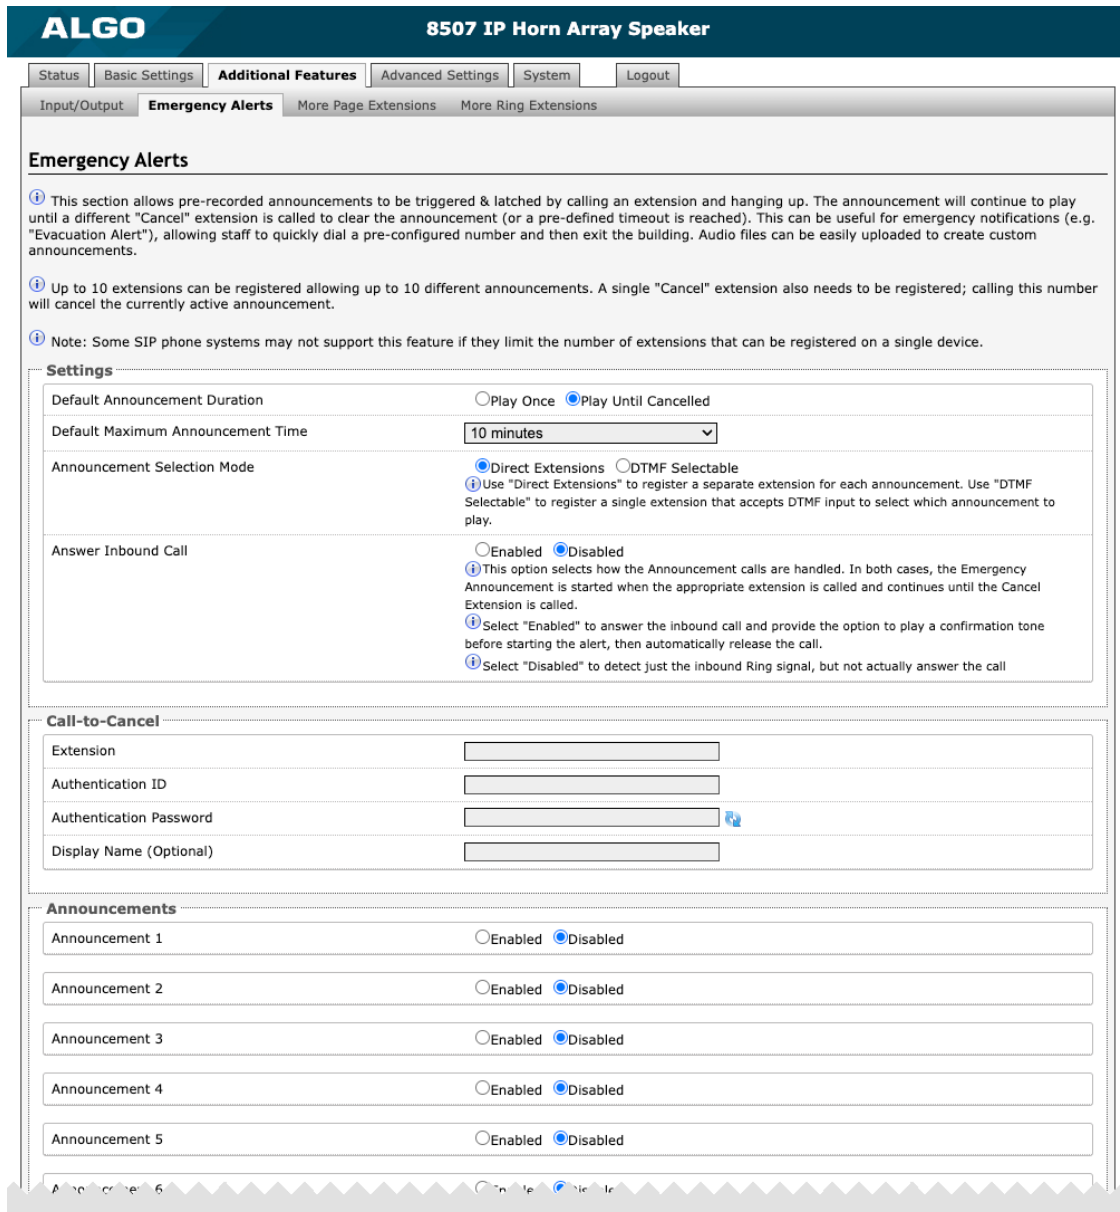 ALGO
8507 IP Horn Array Speaker
Status Basic Settings Additional Features Advanced Settings System Logout
Input/Output Emergency Alerts More Page Extensions More Ring Extensions
Emergency Alerts
This section allows pre-recorded announcements to be triggered & latched by calling an extension and hanging up. The announcement will continue to play
until a different "Cancel" extension is called to clear the announcement (or a pre-defined timeout is reached). This can be useful for emergency notifications (e.g.
"Evacuation Alert"), allowing staff to quickly dial a pre-configured number and then exit the building. Audio files can be easily uploaded to create custom
announcements.
Up to 10 extensions can be registered allowing up to 10 different announcements. A single "Cancel" extension also needs to be registered; calling this number
will cancel the currently active announcement.
Note: Some SIP phone systems may not support this feature if they limit the number of extensions that can be registered on a single device.
Settings
Default Announcement Duration Play Once Play Until Cancelled
Default Maximum Announcement Time 10 minutes
Announcement Selection Mode Direct Extensions DTMF Selectable
Use "Direct Extensions" to register a separate extension for each announcement. Use "DTMF
Selectable" to register a single extension that accepts DTMF input to select which announcement to
play.
Answer Inbound Call Enabled Disabled
This option selects how the Announcement calls are handled. In both cases, the Emergency
Announcement is started when the appropriate extension is called and continues until the Cancel
Extension is called.
Select "Enabled" to answer the inbound call and provide the option to play a confirmation tone
before starting the alert, then automatically release the call.
Select "Disabled" to detect just the inbound Ring signal, but not actually answer the call
Call-to-Cancel
Extension
Authentication ID
Authentication Password
Display Name (Optional)
Announcements
Announcement 1 Enabled Disabled
Announcement 2 Enabled Disabled
Announcement 3 Enabled Disabled
Announcement 4 Enabled Disabled
Announcement 5 Enabled Disabled